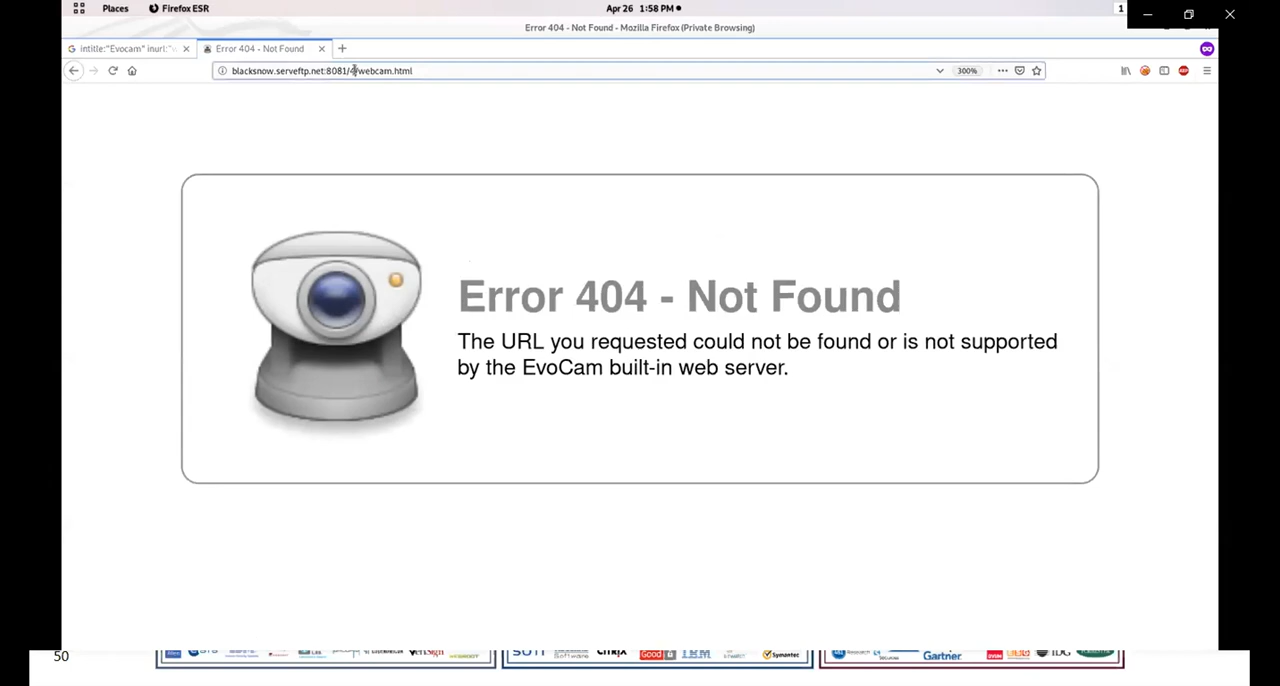 Places Firefox ESR Apr 26 1:58 PM 1
Error 404 - Not Found - Mozilla Firefox (Private Browsing)
intitle:"Evocam" inurl:"w Error 404 - Not Found
blacksnow.serveftp.net:8081/4/webcam.html 300%
Error 404 - Not Found
The URL you requested could not be found or is not supported
by the EvoCam built-in web server.
50
Good IBM Symantec Gartner IDG